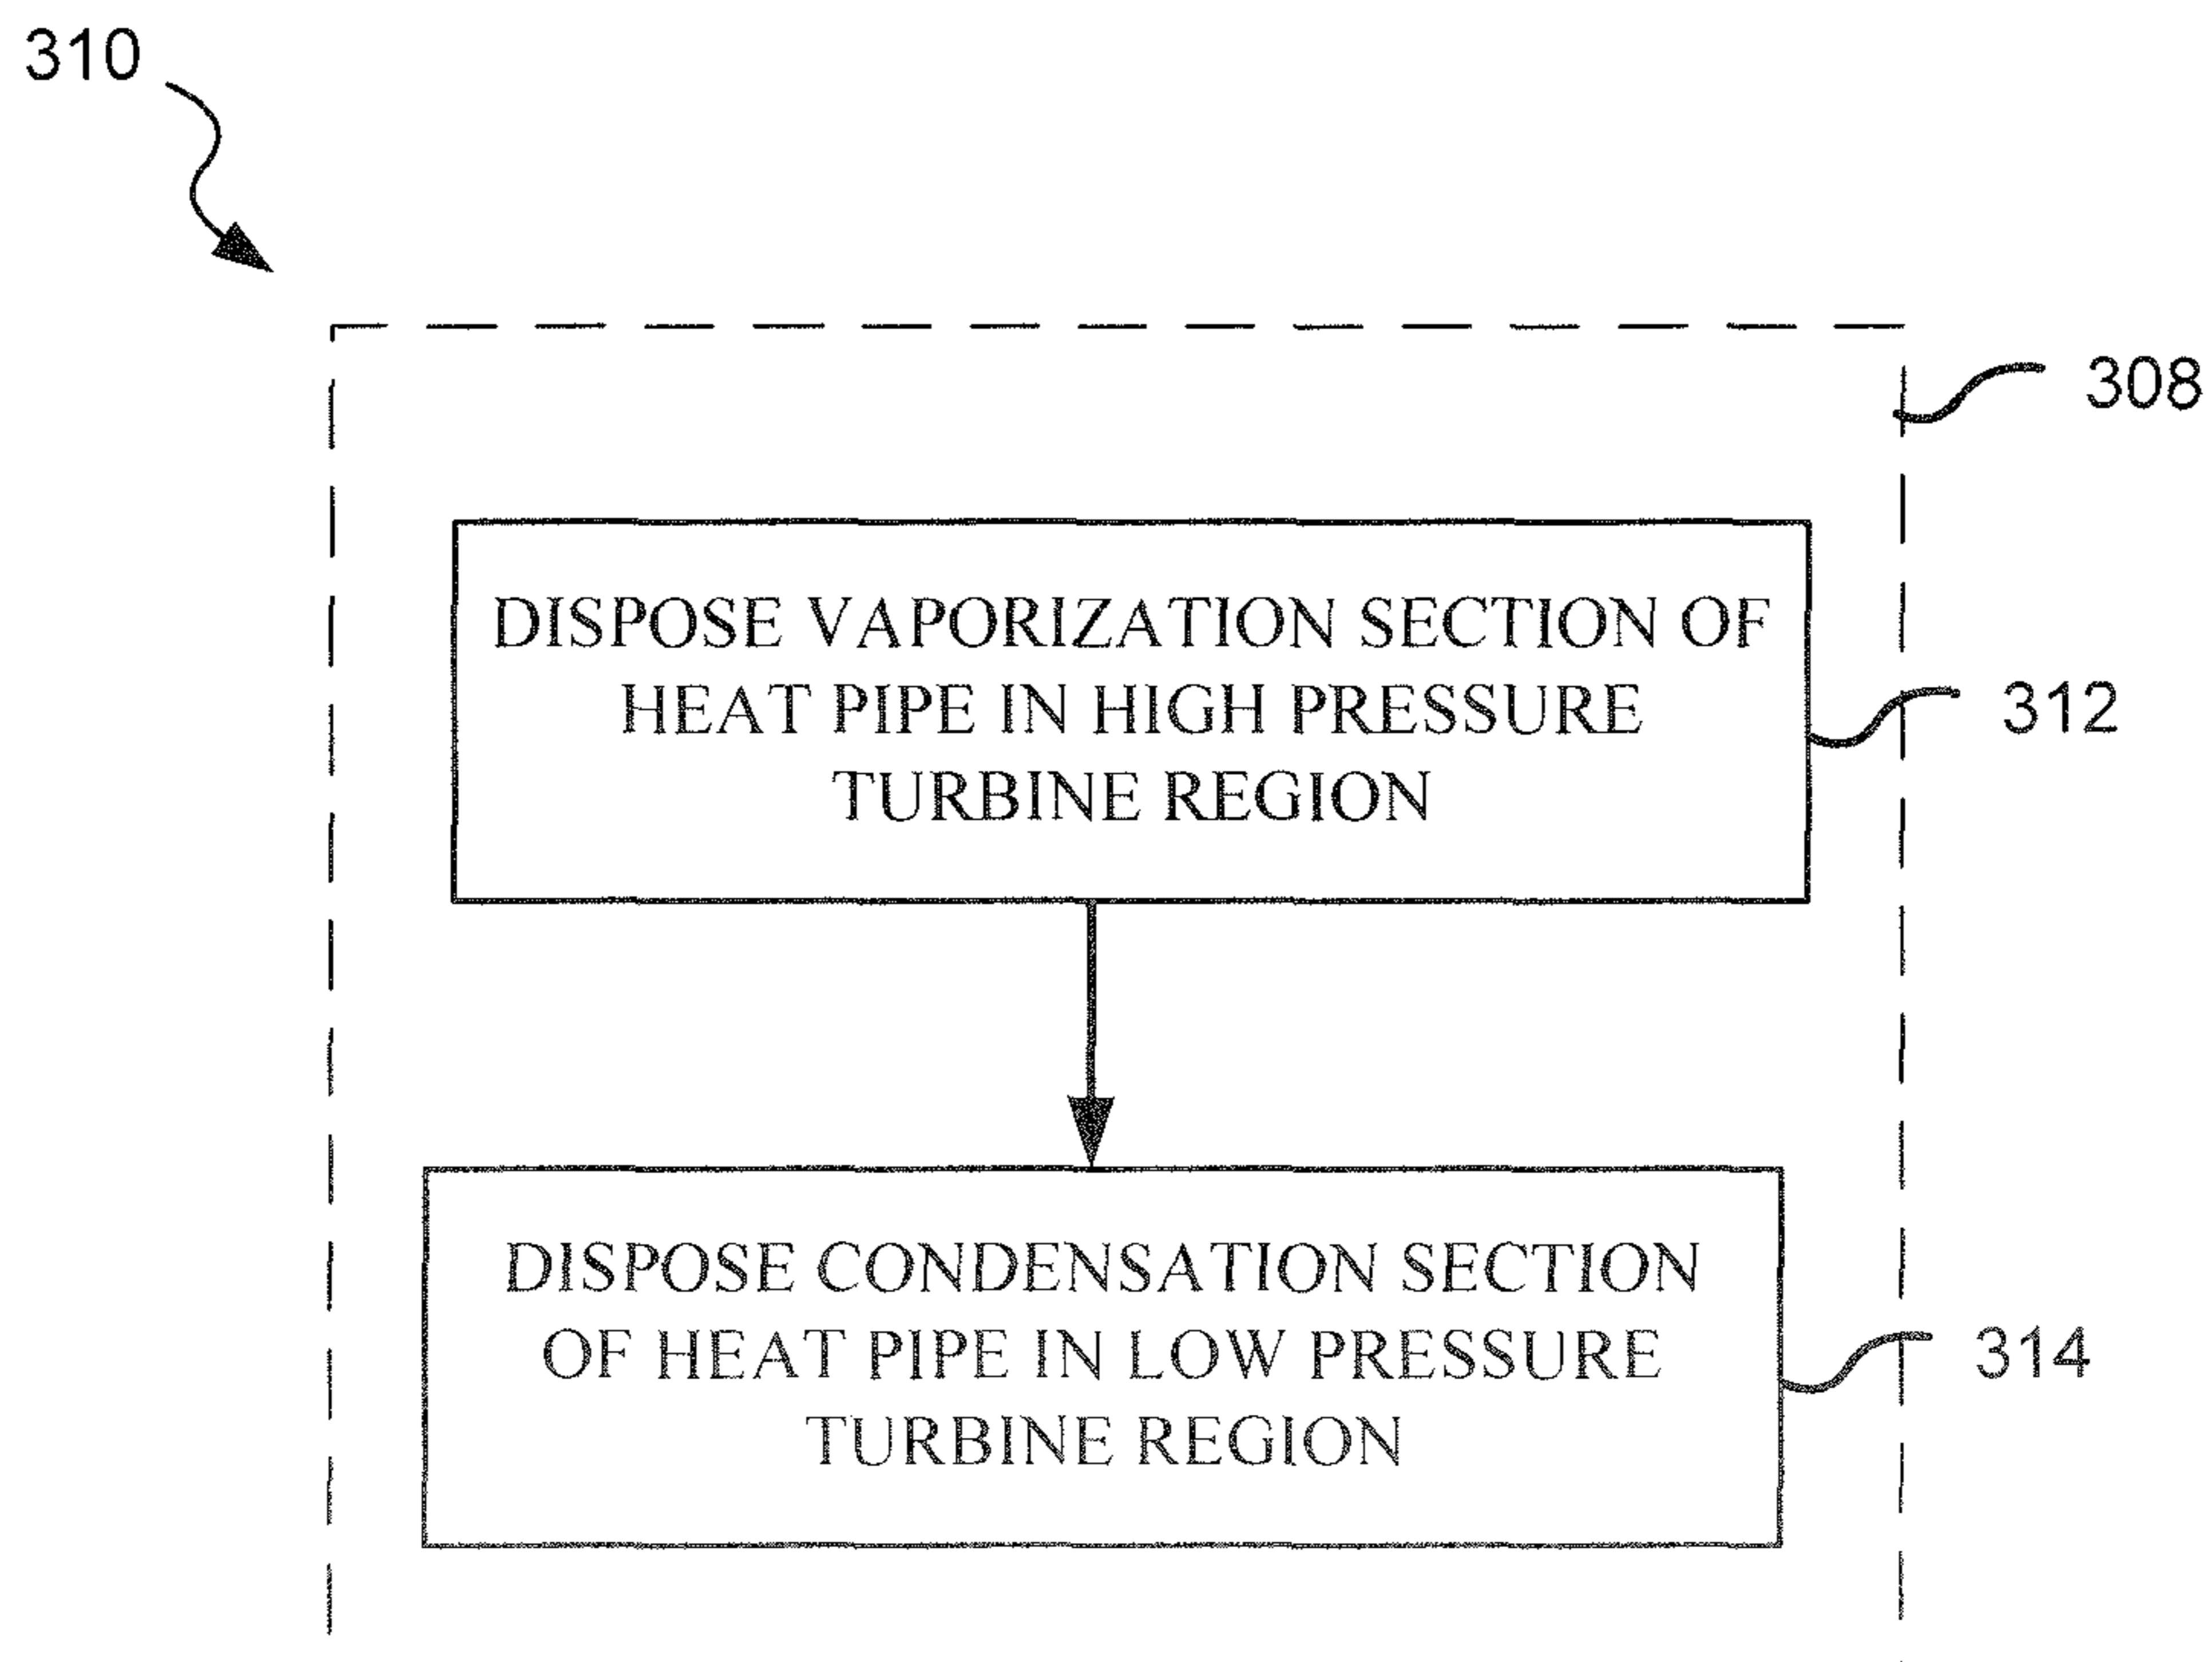 310
308
DISPOSE VAPORIZATION SECTION OF
HEAT PIPE IN HIGH PRESSURE
TURBINE REGION
312
DISPOSE CONDENSATION SECTION
OF HEAT PIPE IN LOW PRESSURE
TURBINE REGION
314